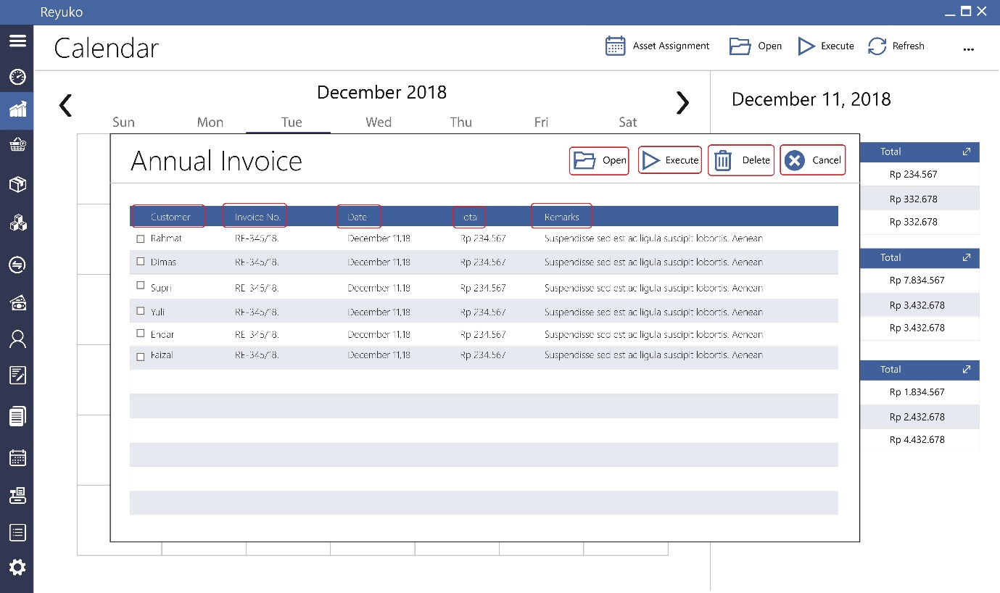 Reyuko
Calendar
Asset Assignment Open Execute Refresh ...
December 2018
December 11, 2018
Sun Mon Tue Wed Thu Fri Sat
Annual Invoice
Open Execute Delete Cancel
Customer Invoice No. Date Total Remarks
Rahmat RE-345/18. December 11,18 Rp 234.567 Suspendisse sed est ac ligula suscipit lobortis. Aenean
Dimas RE-345/18. December 11,18 Rp 234.567 Suspendisse sed est ac ligula suscipit lobortis. Aenean
Supri RE-345/18. December 11,18 Rp 234.567 Suspendisse sed est ac ligula suscipit lobortis. Aenean
Yuli RE-345/18. December 11,18 Rp 234.567 Suspendisse sed est ac ligula suscipit lobortis. Aenean
Endar RE-345/18. December 11,18 Rp 234.567 Suspendisse sed est ac ligula suscipit lobortis. Aenean
Faizal RE-345/18. December 11,18 Rp 234.567 Suspendisse sed est ac ligula suscipit lobortis. Aenean
Total
Rp 234.567
Rp 332.678
Rp 332.678
Total
Rp 7.834.567
Rp 3.432.678
Rp 3.432.678
Total
Rp 1.834.567
Rp 2.432.678
Rp 4.432.678